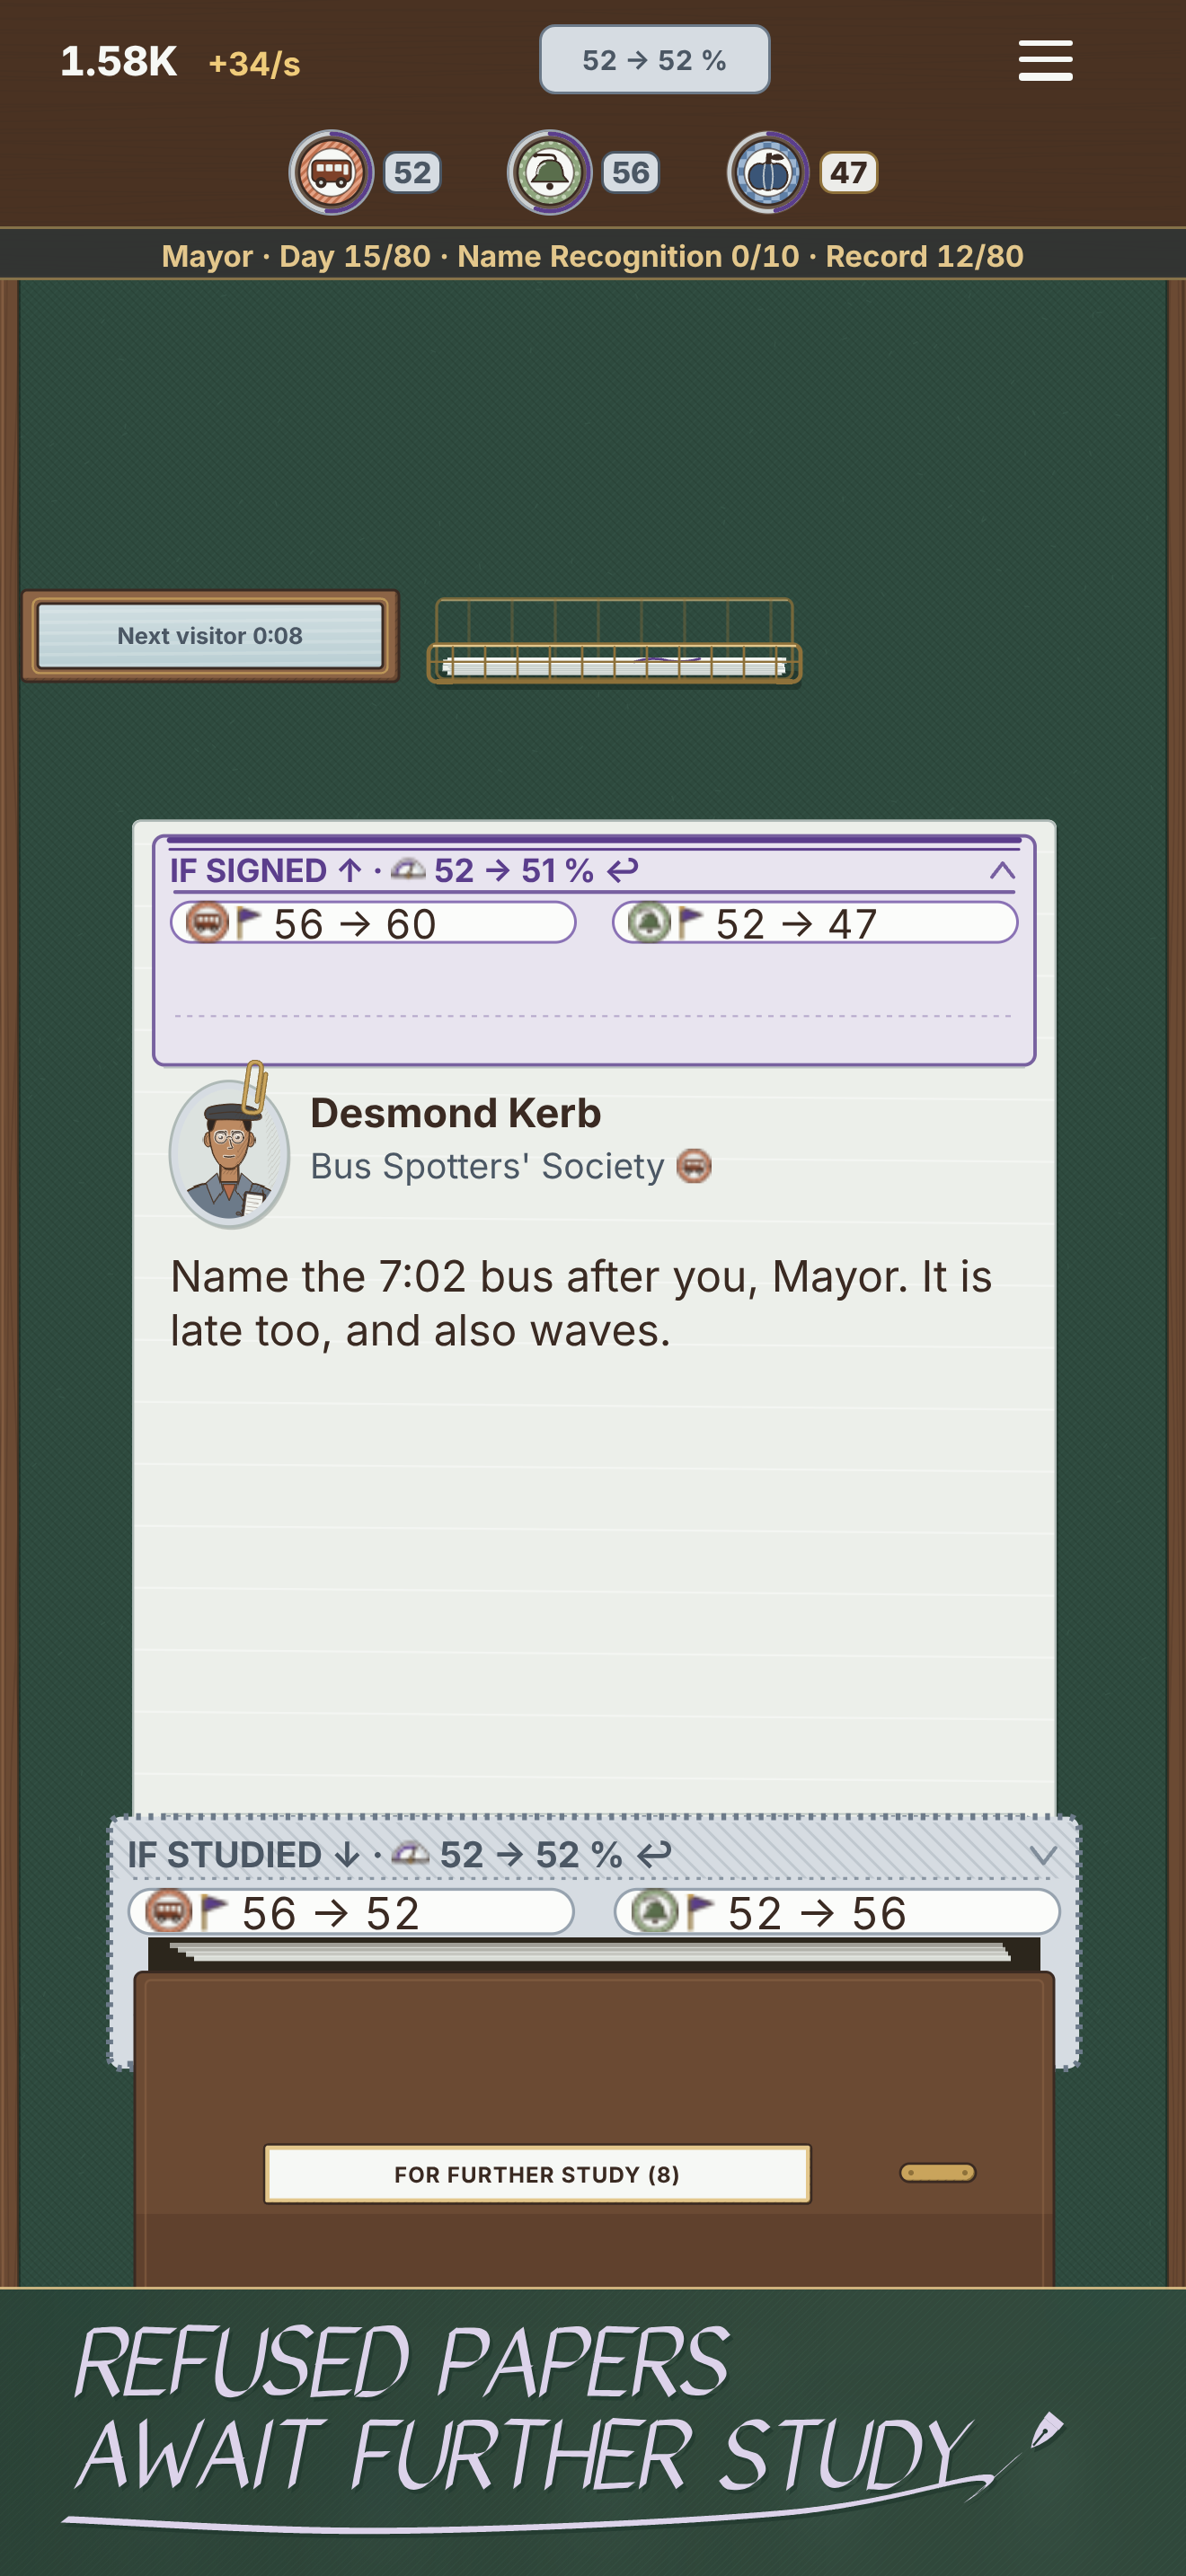 1.58K +34/s 52 → 52 %
52 56 47
Mayor · Day 15/80 · Name Recognition 0/10 · Record 12/80
Next visitor 0:08
IF SIGNED ↑ · 52 → 51 % ↩
56 → 60 52 → 47
Desmond Kerb
Bus Spotters' Society
Name the 7:02 bus after you, Mayor. It is
late too, and also waves.
IF STUDIED ↓ · 52 → 52 % ↩
56 → 52 52 → 56
FOR FURTHER STUDY (8)
REFUSED PAPERS
AWAIT FURTHER STUDY